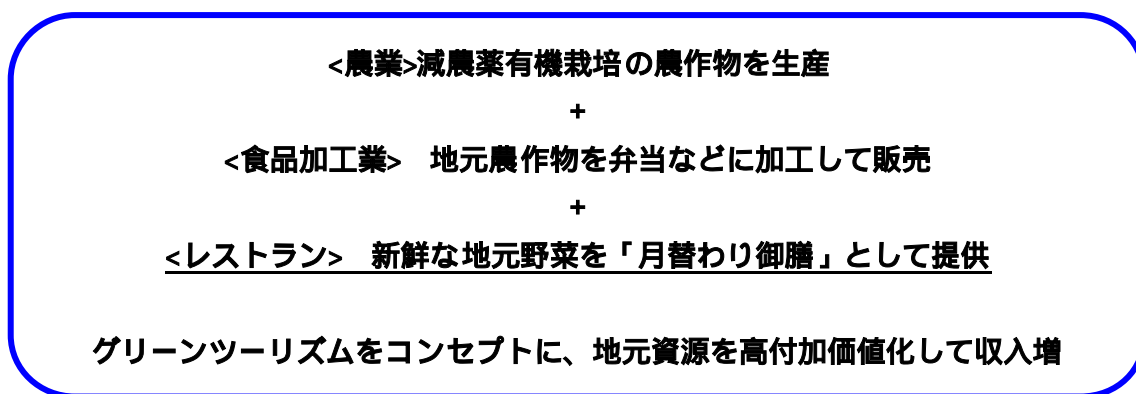 <農業>減農薬有機栽培の農作物を生産
+
<食品加工業>　地元農作物を弁当などに加工して販売
+
<レストラン>　新鮮な地元野菜を「月替わり御膳」として提供
グリーンツーリズムをコンセプトに、地元資源を高付加価値化して収入増